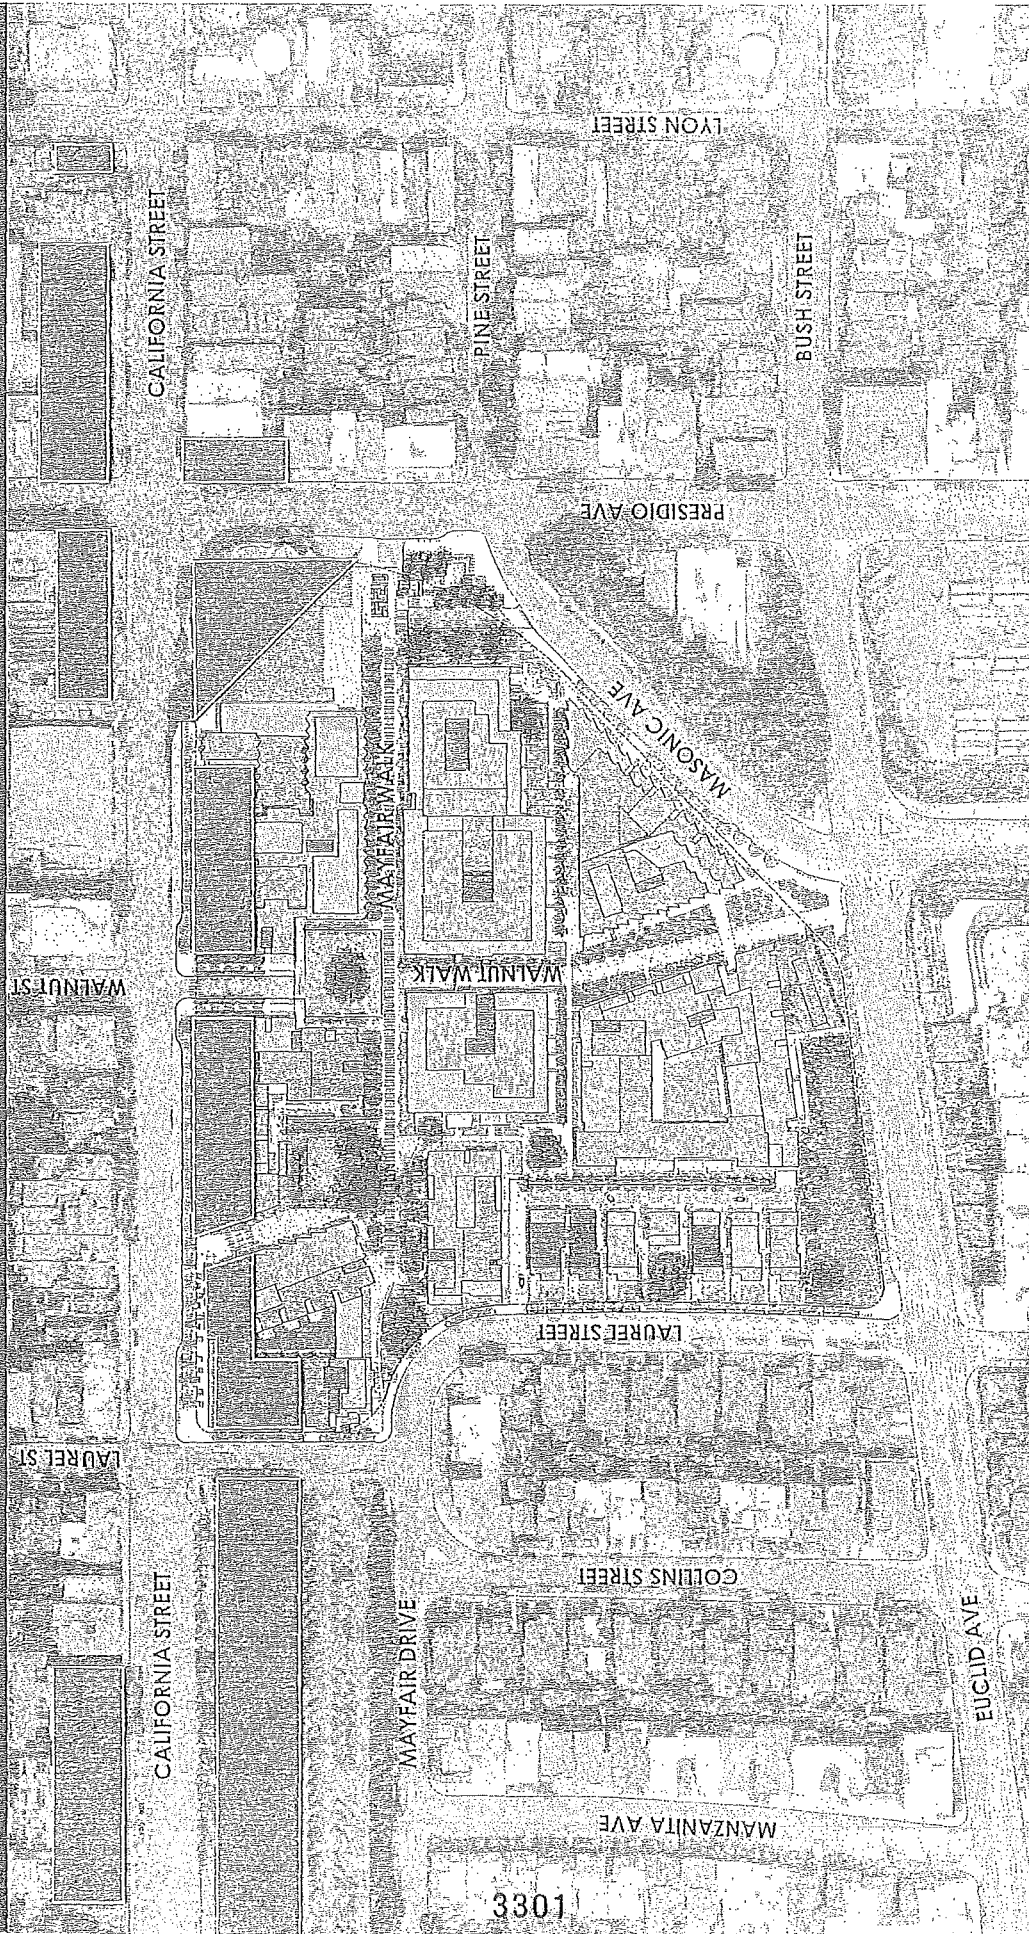 LYON STREET
CALIFORNIA STREET
PINE STREET
BUSH STREET
PRESIDIO AVE
MASONIC AVE
MAYFAIR WALK
WALNUT WALK
WALNUT ST
LAUREL STREET
LAUREL ST
COLLINS STREET
CALIFORNIA STREET
MAYFAIR DRIVE
EUCLID AVE
MANZANITA AVE
3301